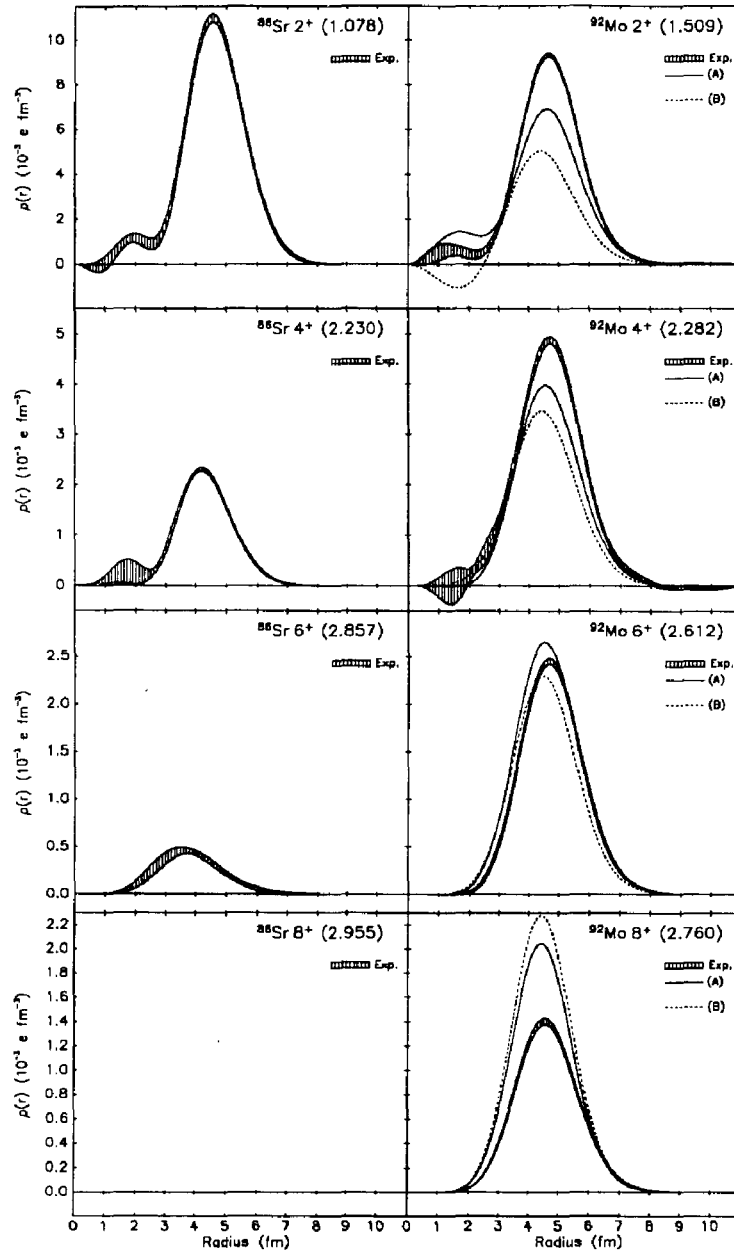 ⁸⁶Sr 2⁺ (1.078)
Exp.
10
8
6
4
2
0
ρ(r) (10⁻³ e fm⁻³)
⁹²Mo 2⁺ (1.509)
Exp.
(A)
(B)
⁸⁶Sr 4⁺ (2.230)
Exp.
5
4
3
2
1
0
ρ(r) (10⁻³ e fm⁻³)
⁹²Mo 4⁺ (2.282)
Exp.
(A)
(B)
⁸⁶Sr 6⁺ (2.857)
Exp.
2.5
2.0
1.5
1.0
0.5
0.0
ρ(r) (10⁻³ e fm⁻³)
⁹²Mo 6⁺ (2.612)
Exp.
(A)
(B)
⁸⁶Sr 8⁺ (2.955)
Exp.
2.2
2.0
1.8
1.6
1.4
1.2
1.0
0.8
0.6
0.4
0.2
0.0
ρ(r) (10⁻³ e fm⁻³)
⁹²Mo 8⁺ (2.760)
Exp.
(A)
(B)
0 1 2 3 4 5 6 7 8 9 10
Radius (fm)
0 1 2 3 4 5 6 7 8 9 10
Radius (fm)